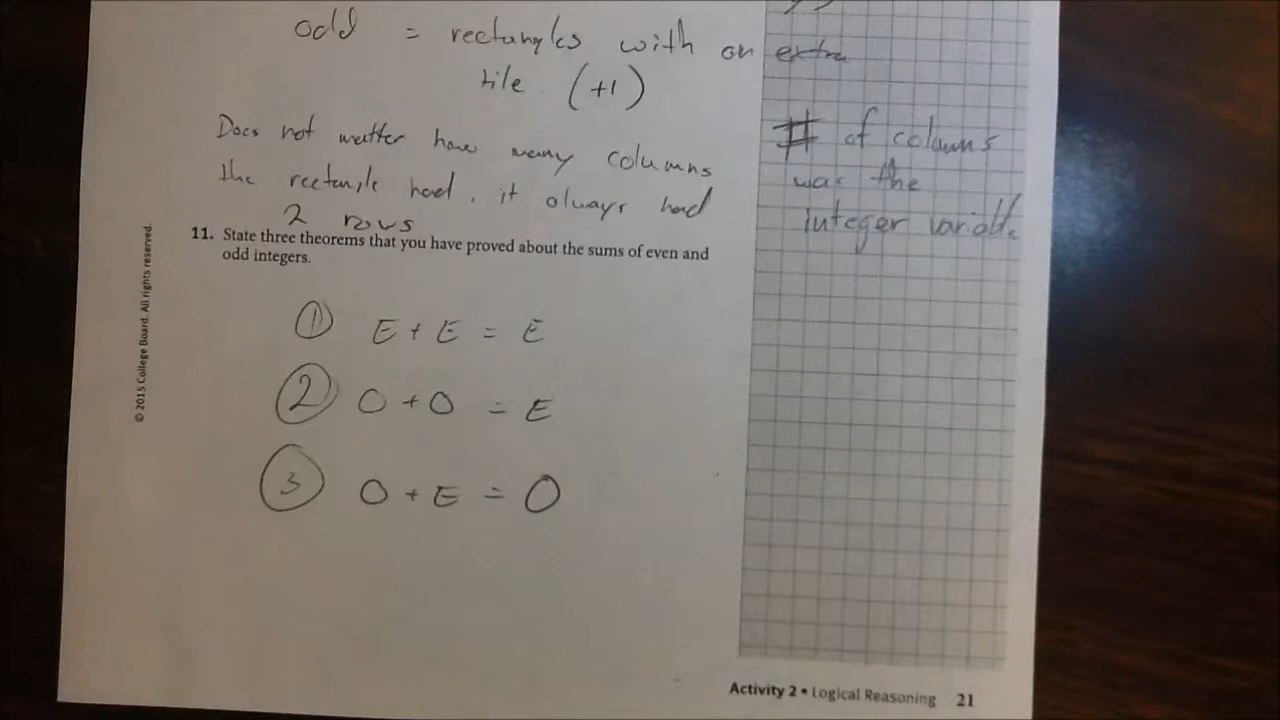 odd = rectangles with an extra
tile (+1)
Does not matter how many columns
the rectangle had, it always had
2 rows
# of columns
was the
integer variable
11. State three theorems that you have proved about the sums of even and
odd integers.
① E + E = E
② O + O = E
③ O + E = O
© 2015 College Board. All rights reserved.
Activity 2 • Logical Reasoning 21